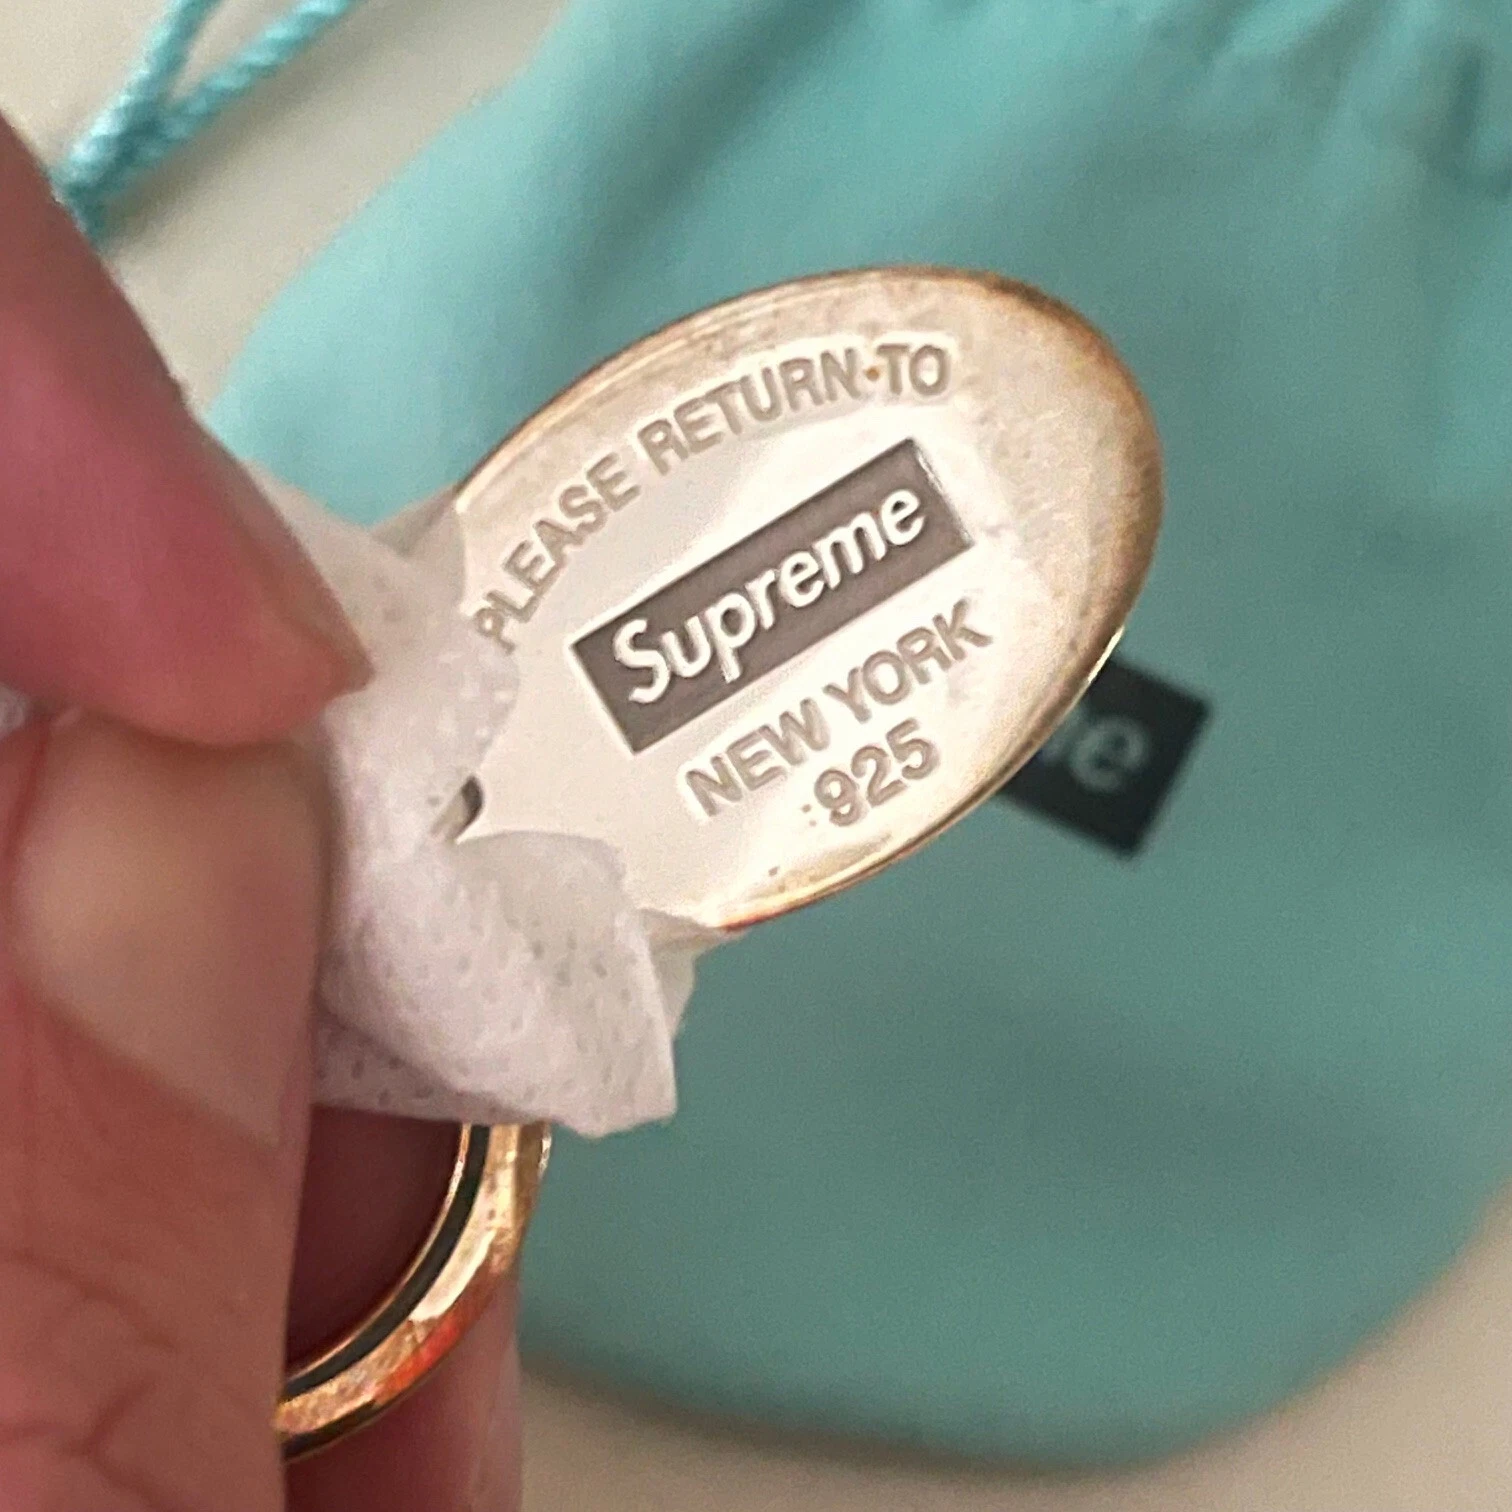 PLEASE RETURN TO
Supreme
NEW YORK
925